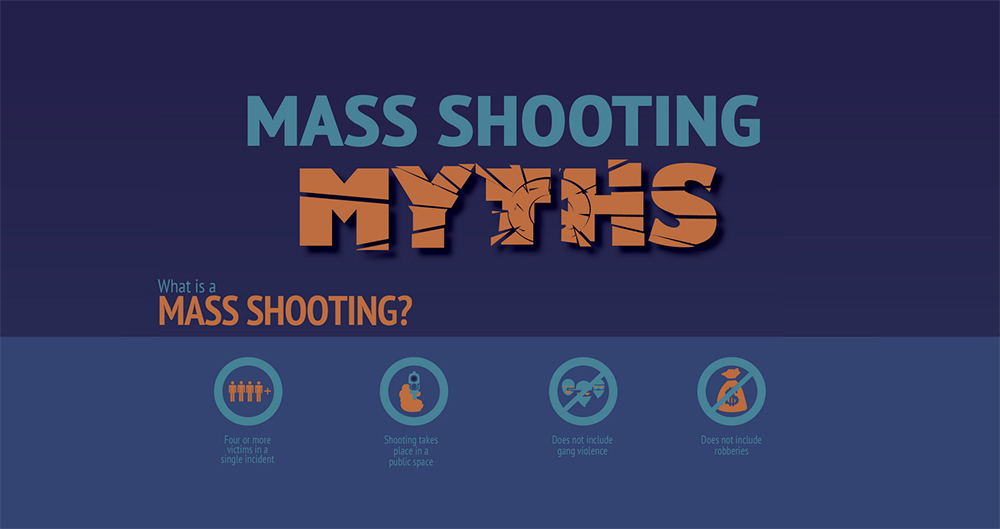 MASS SHOOTING
MYTHS
What is a
MASS SHOOTING?
Four or more
victims in a
single incident
Shooting takes
place in a
public space
Does not include
gang violence
Does not include
robberies